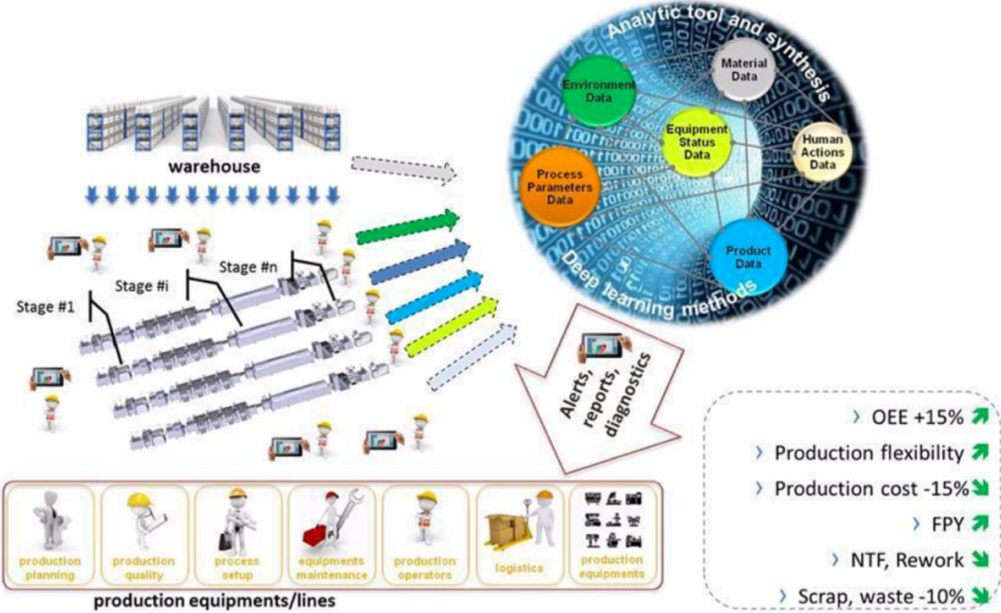 Analytic tool and synthesis
Material
Data
Environment
Data
Equipment
Status
Data
Human
Actions
Data
Process
Parameters
Data
Product
Data
Deep learning methods
warehouse
Stage #n
Stage #i
Stage #1
Alerts,
reports,
diagnostics
OEE +15%
Production flexibility
Production cost -15%
FPY
NTF, Rework
Scrap, waste -10%
production
planning
production
quality
process
setup
equipments
maintenance
production
operators
logistics
production
equipments
production equipments/lines